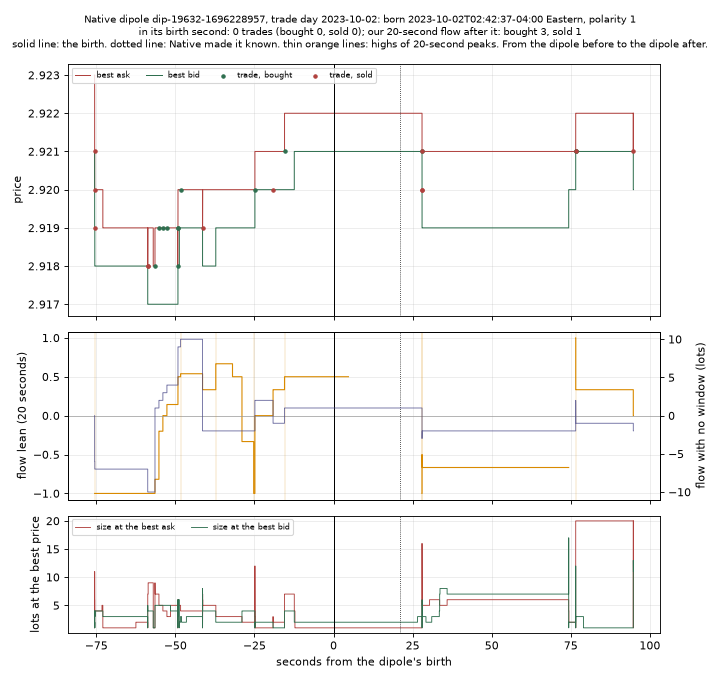 Native dipole dip-19632-1696228957, trade day 2023-10-02: born 2023-10-02T02:42:37-04:00 Eastern, polarity 1
in its birth second: 0 trades (bought 0, sold 0); our 20-second flow after it: bought 3, sold 1
solid line: the birth. dotted line: Native made it known. thin orange lines: highs of 20-second peaks. From the dipole before to the dipole after.
best ask
best bid
trade, bought
trade, sold
2.923
2.922
2.921
2.920
2.919
2.918
2.917
price
1.0
0.5
0.0
−0.5
−1.0
flow lean (20 seconds)
10
5
0
−5
−10
flow with no window (lots)
size at the best ask
size at the best bid
20
15
10
5
lots at the best price
−75
−50
−25
0
25
50
75
100
seconds from the dipole's birth